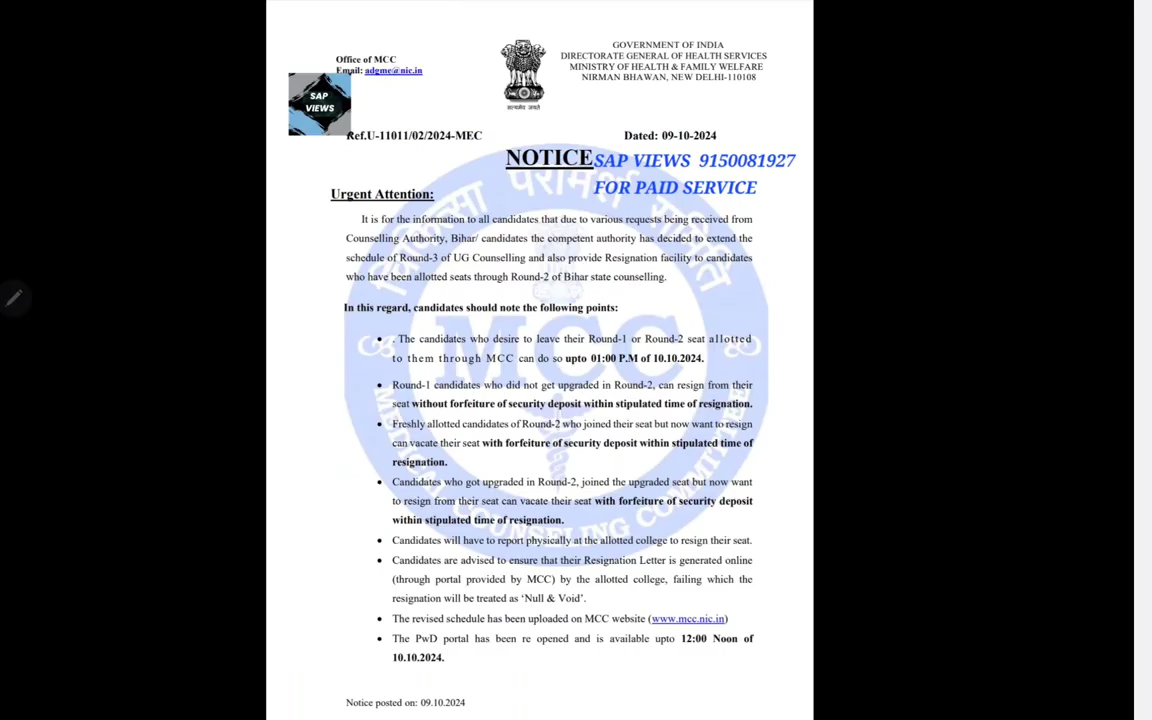 Office of MCC
Email: adgme@nic.in
GOVERNMENT OF INDIA
DIRECTORATE GENERAL OF HEALTH SERVICES
MINISTRY OF HEALTH & FAMILY WELFARE
NIRMAN BHAWAN, NEW DELHI-110108
सत्यमेव जयते
SAP
VIEWS
Ref.U-11011/02/2024-MEC
Dated: 09-10-2024
NOTICE
SAP VIEWS 9150081927
FOR PAID SERVICE
Urgent Attention:
It is for the information to all candidates that due to various requests being received from
Counselling Authority, Bihar/ candidates the competent authority has decided to extend the
schedule of Round-3 of UG Counselling and also provide Resignation facility to candidates
who have been allotted seats through Round-2 of Bihar state counselling.
In this regard, candidates should note the following points:
• . The candidates who desire to leave their Round-1 or Round-2 seat allotted
to them through MCC can do so upto 01:00 P.M of 10.10.2024.
• Round-1 candidates who did not get upgraded in Round-2, can resign from their
seat without forfeiture of security deposit within stipulated time of resignation.
• Freshly allotted candidates of Round-2 who joined their seat but now want to resign
can vacate their seat with forfeiture of security deposit within stipulated time of
resignation.
• Candidates who got upgraded in Round-2, joined the upgraded seat but now want
to resign from their seat can vacate their seat with forfeiture of security deposit
within stipulated time of resignation.
• Candidates will have to report physically at the allotted college to resign their seat.
• Candidates are advised to ensure that their Resignation Letter is generated online
(through portal provided by MCC) by the allotted college, failing which the
resignation will be treated as ‘Null & Void’.
• The revised schedule has been uploaded on MCC website (www.mcc.nic.in)
• The PwD portal has been re opened and is available upto 12:00 Noon of
10.10.2024.
Notice posted on: 09.10.2024
चिकित्सा परामर्श समिति
MCC
MEDICAL COUNSELING COMMITTEE